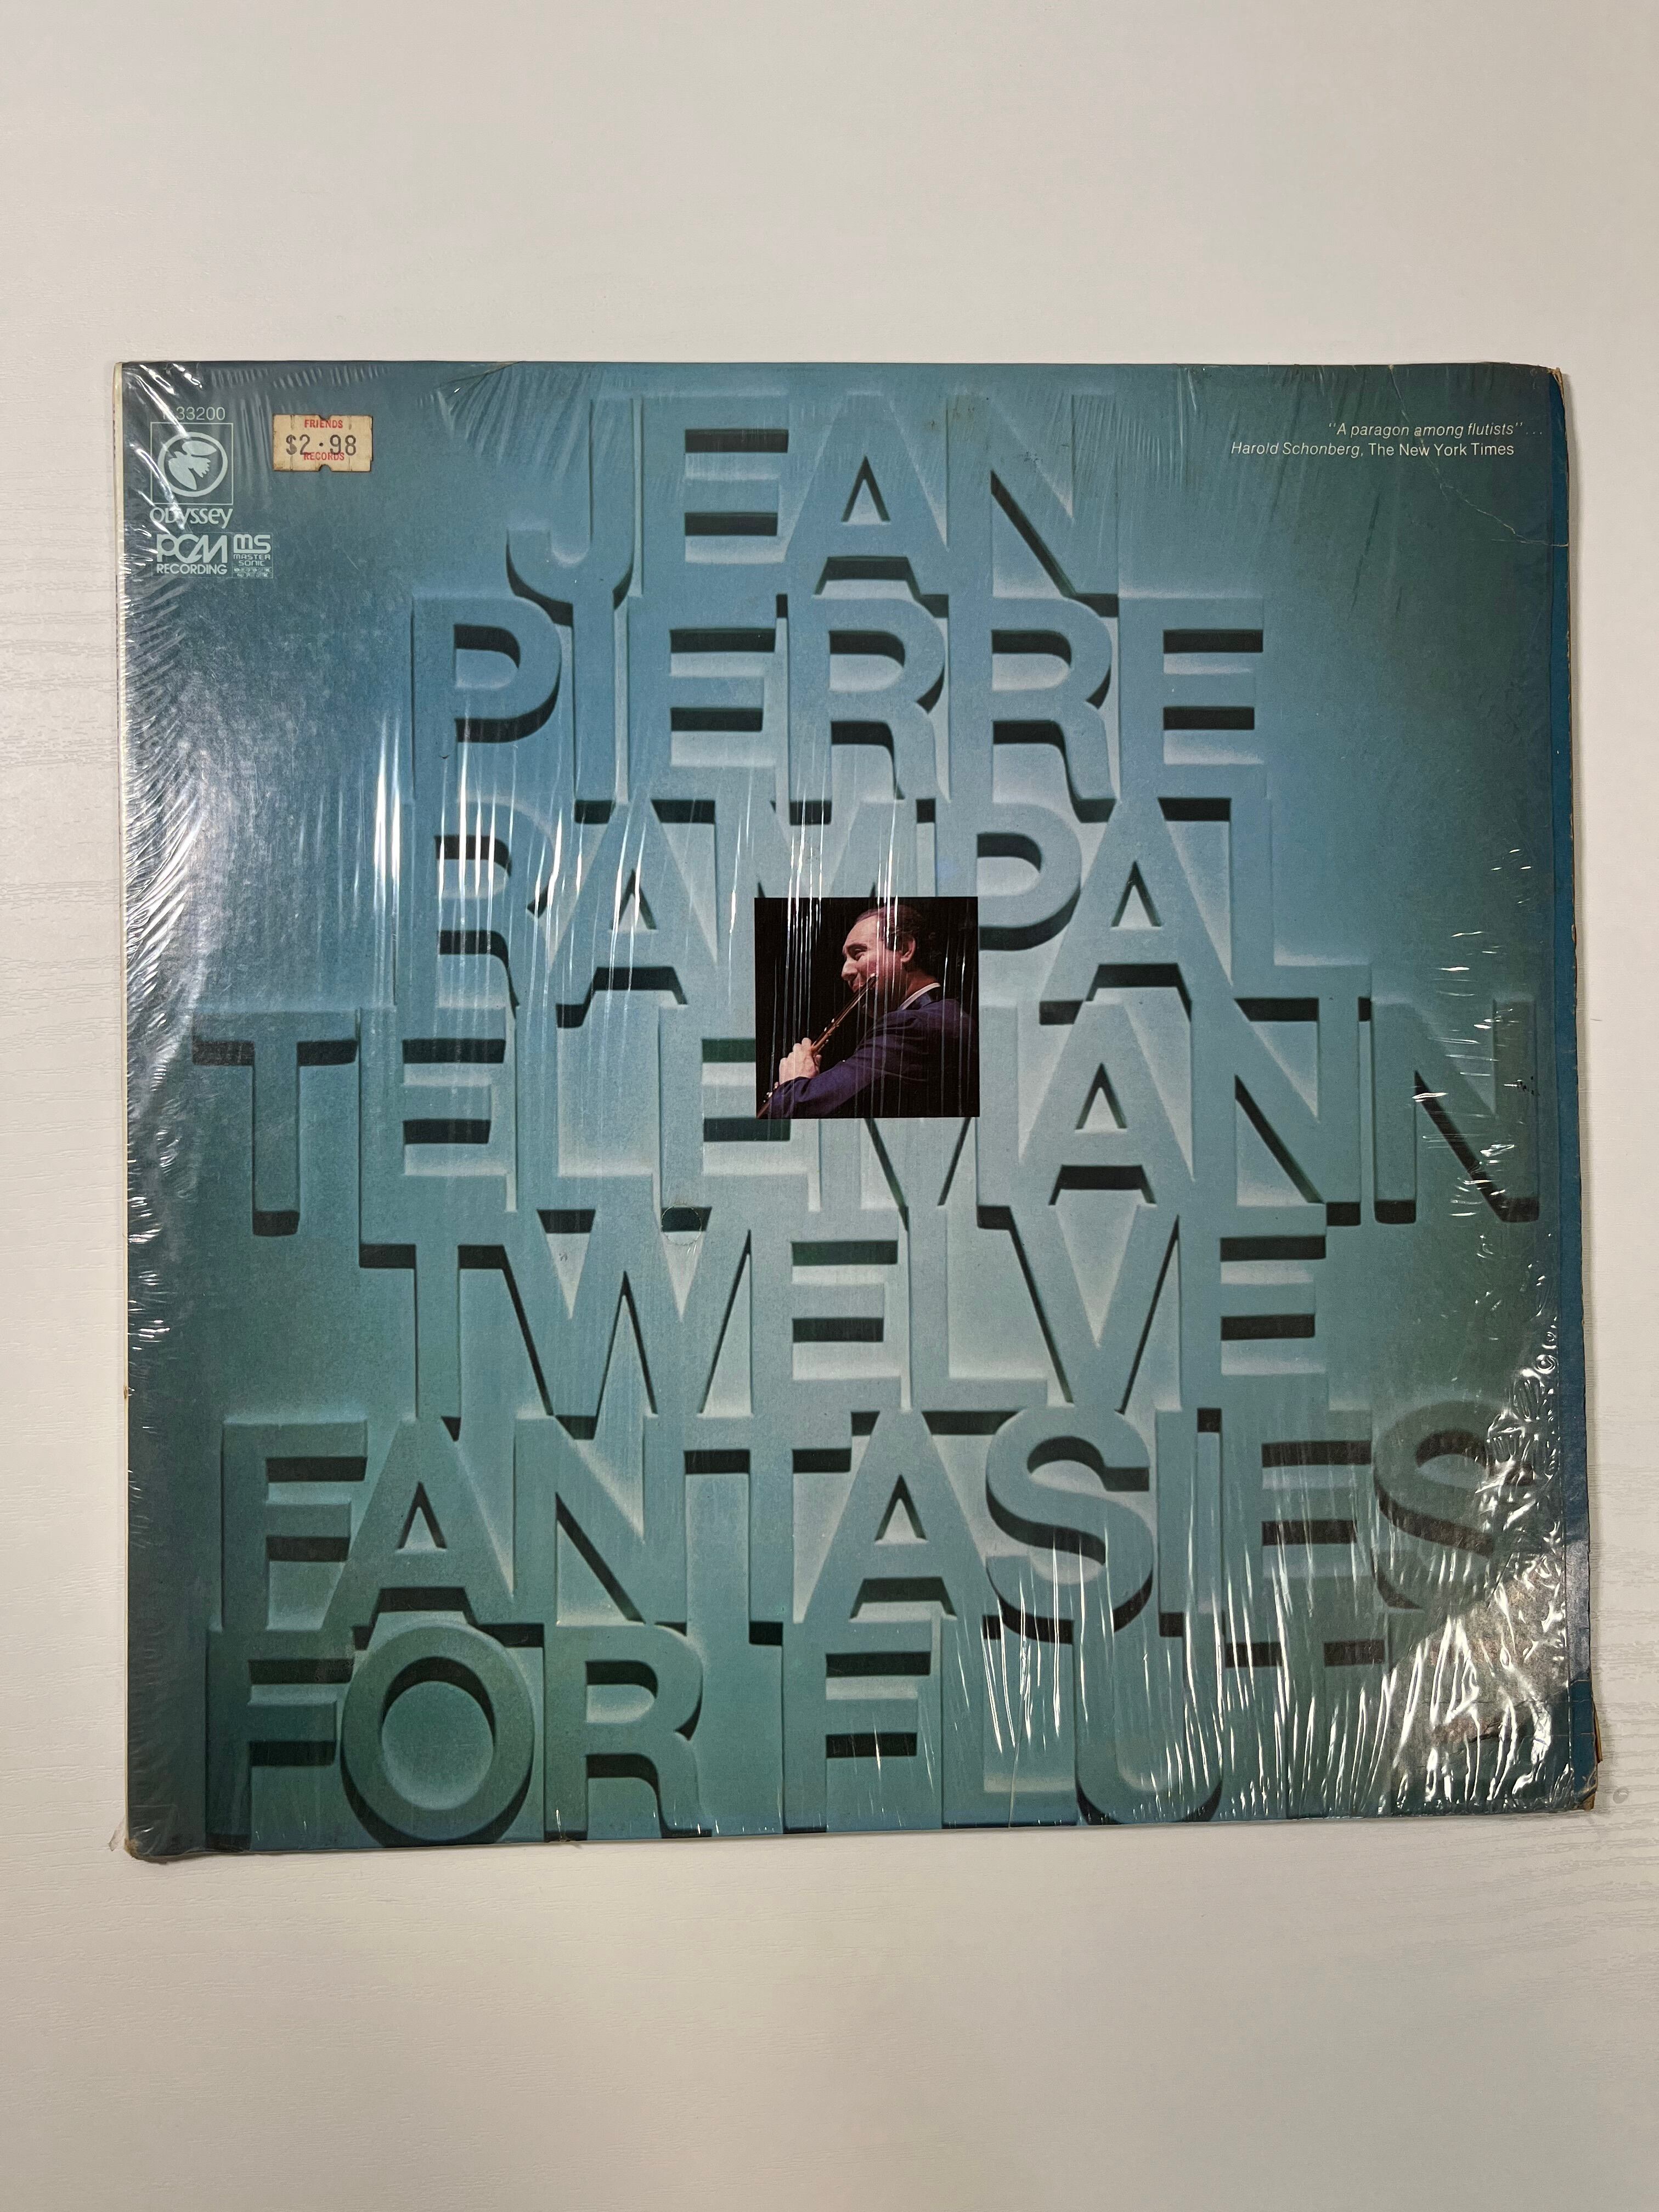 33200
FRIENDS
$2.98
RECORDS
Odyssey
PCM
RECORDING
ms
MASTER
SONIC
"A paragon among flutists"...
Harold Schonberg, The New York Times
JEAN
PIERRE
RAMPAL
TELEMANN
TWELVE
FANTASIES
FOR FLUTE